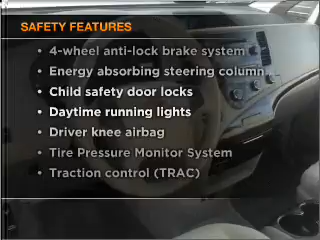 SAFETY FEATURES
• 4-wheel anti-lock brake system
• Energy absorbing steering column
• Child safety door locks
• Daytime running lights
• Driver knee airbag
• Tire Pressure Monitor System
• Traction control (TRAC)